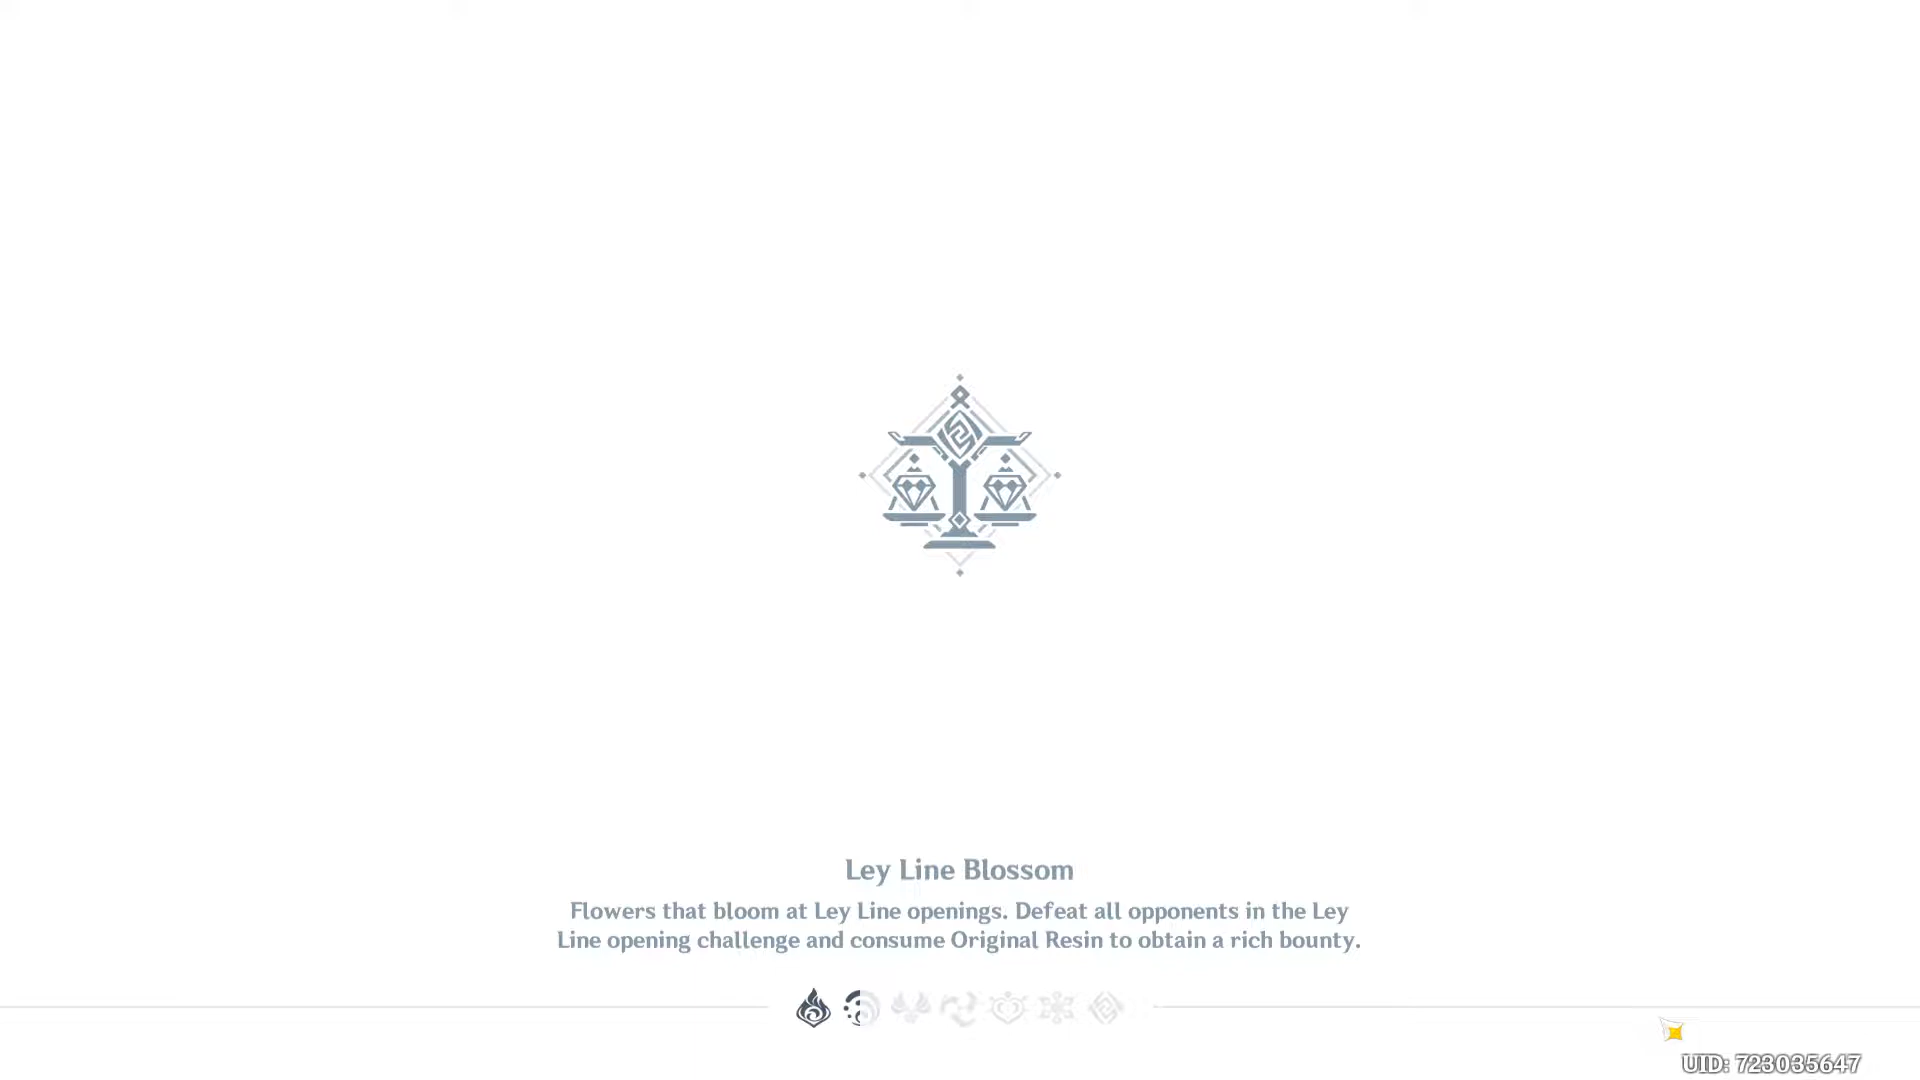 Ley Line Blossom
Flowers that bloom at Ley Line openings. Defeat all opponents in the Ley
Line opening challenge and consume Original Resin to obtain a rich bounty.
UID: 723035647